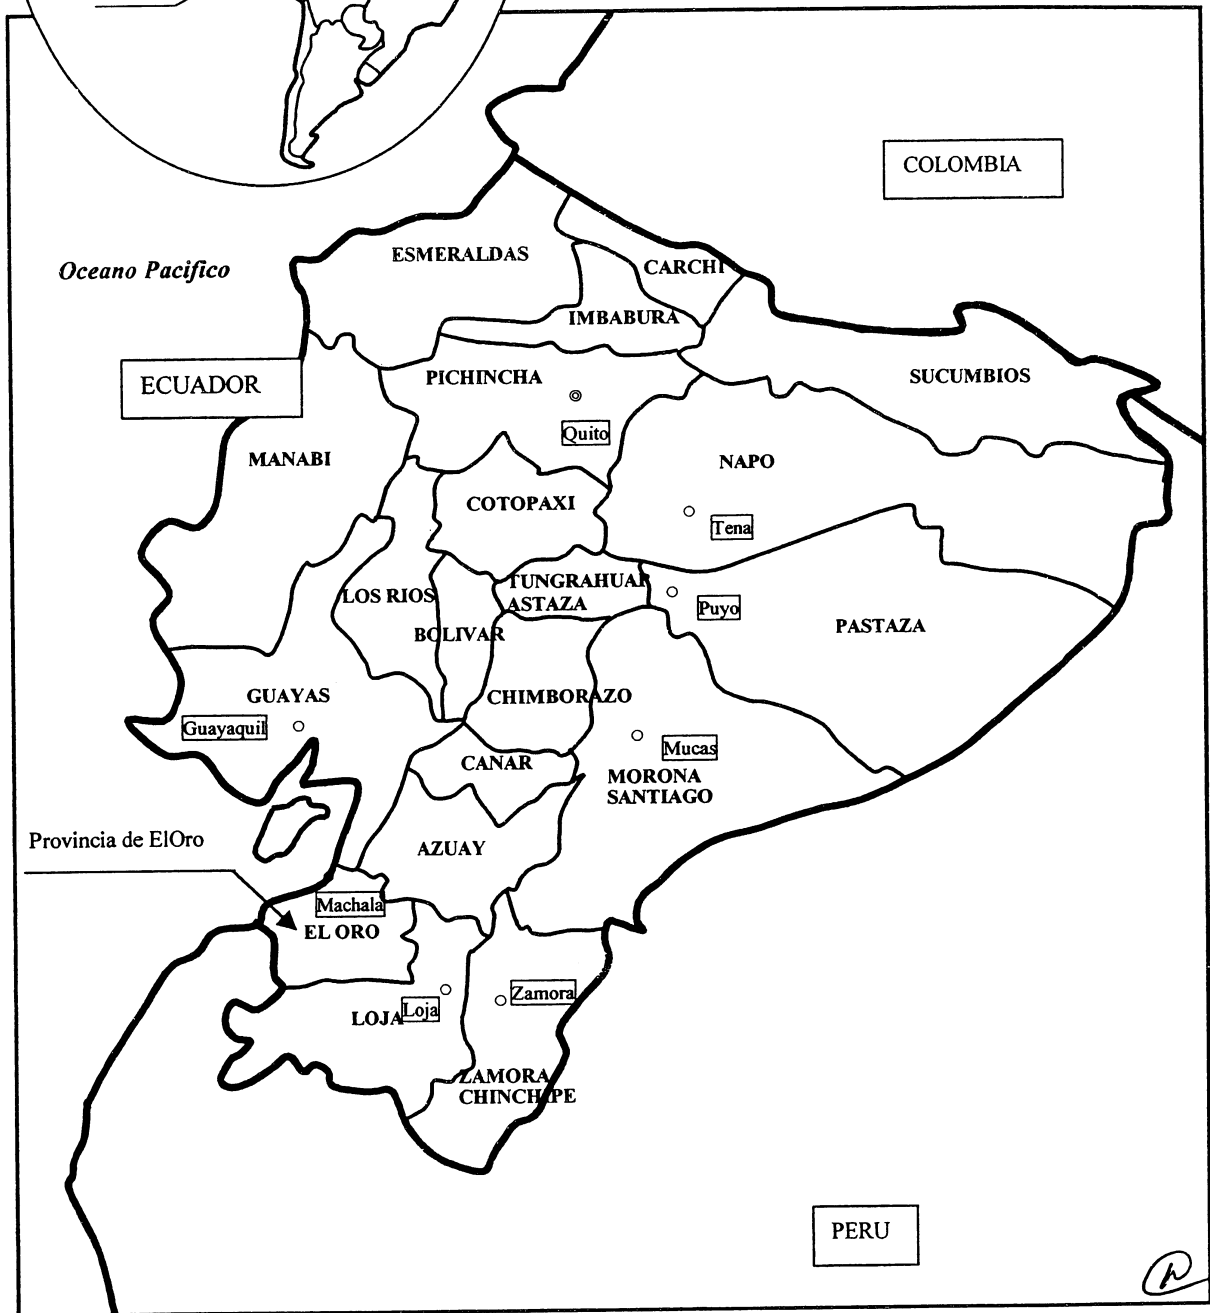 COLOMBIA
ESMERALDAS
Oceano Pacifico
CARCHI
IMBABURA
ECUADOR
PICHINCHA
SUCUMBIOS
Quito
MANABI
NAPO
COTOPAXI
Tena
TUNGRAHUAP
ASTAZA
LOS RIOS
Puyo
BOLIVAR
PASTAZA
GUAYAS
CHIMBORAZO
Guayaquil
Mucas
CANAR
MORONA
SANTIAGO
Provincia de ElOro
AZUAY
Machala
EL ORO
Zamora
Loja
LOJA
ZAMORA
CHINCHIPE
PERU